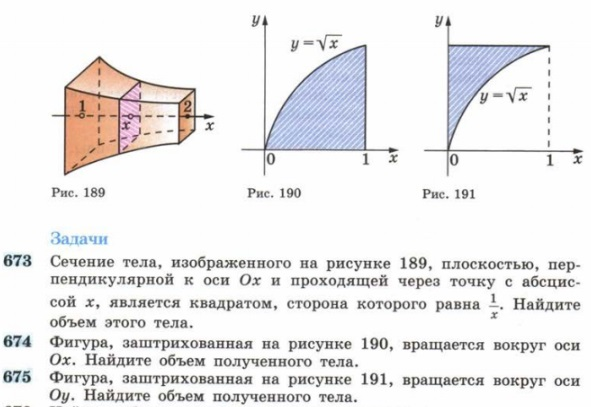 y
y = √x
0
1
x
y
y = √x
0
1
x
1
x
2
x
Рис. 189
Рис. 190
Рис. 191
Задачи
673 Сечение тела, изображенного на рисунке 189, плоскостью, пер-
пендикулярной к оси Ox и проходящей через точку с абсцис-
сой x, является квадратом, сторона которого равна 1/x. Найдите
объем этого тела.
674 Фигура, заштрихованная на рисунке 190, вращается вокруг оси
Ox. Найдите объем полученного тела.
675 Фигура, заштрихованная на рисунке 191, вращается вокруг оси
Oy. Найдите объем полученного тела.